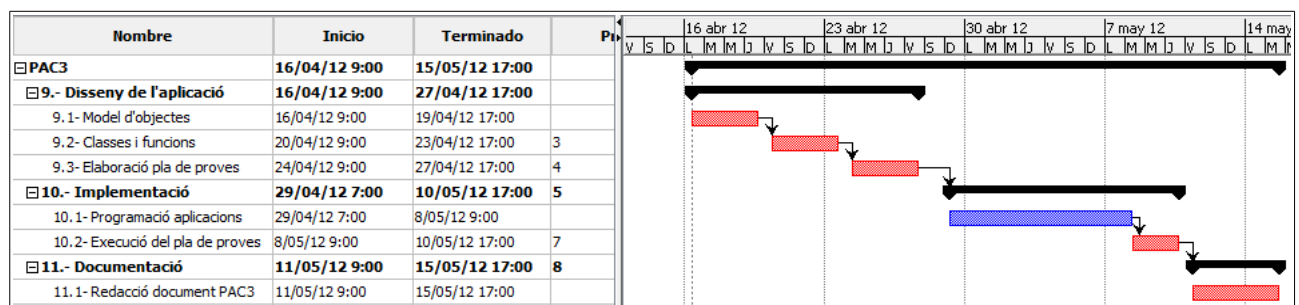 Nombre Inicio Terminado Pr 16 abr 12 23 abr 12 30 abr 12 7 may 12 14 may
V S D L M M J V S D L M M J V S D L M M J V S D L M M J V S D L M
PAC3 16/04/12 9:00 15/05/12 17:00
9.- Disseny de l'aplicació 16/04/12 9:00 27/04/12 17:00
9.1- Model d'objectes 16/04/12 9:00 19/04/12 17:00
9.2- Classes i funcions 20/04/12 9:00 23/04/12 17:00 3
9.3- Elaboració pla de proves 24/04/12 9:00 27/04/12 17:00 4
10.- Implementació 29/04/12 7:00 10/05/12 17:00 5
10.1- Programació aplicacions 29/04/12 7:00 8/05/12 9:00
10.2- Execució del pla de proves 8/05/12 9:00 10/05/12 17:00 7
11.- Documentació 11/05/12 9:00 15/05/12 17:00 8
11.1- Redacció document PAC3 11/05/12 9:00 15/05/12 17:00